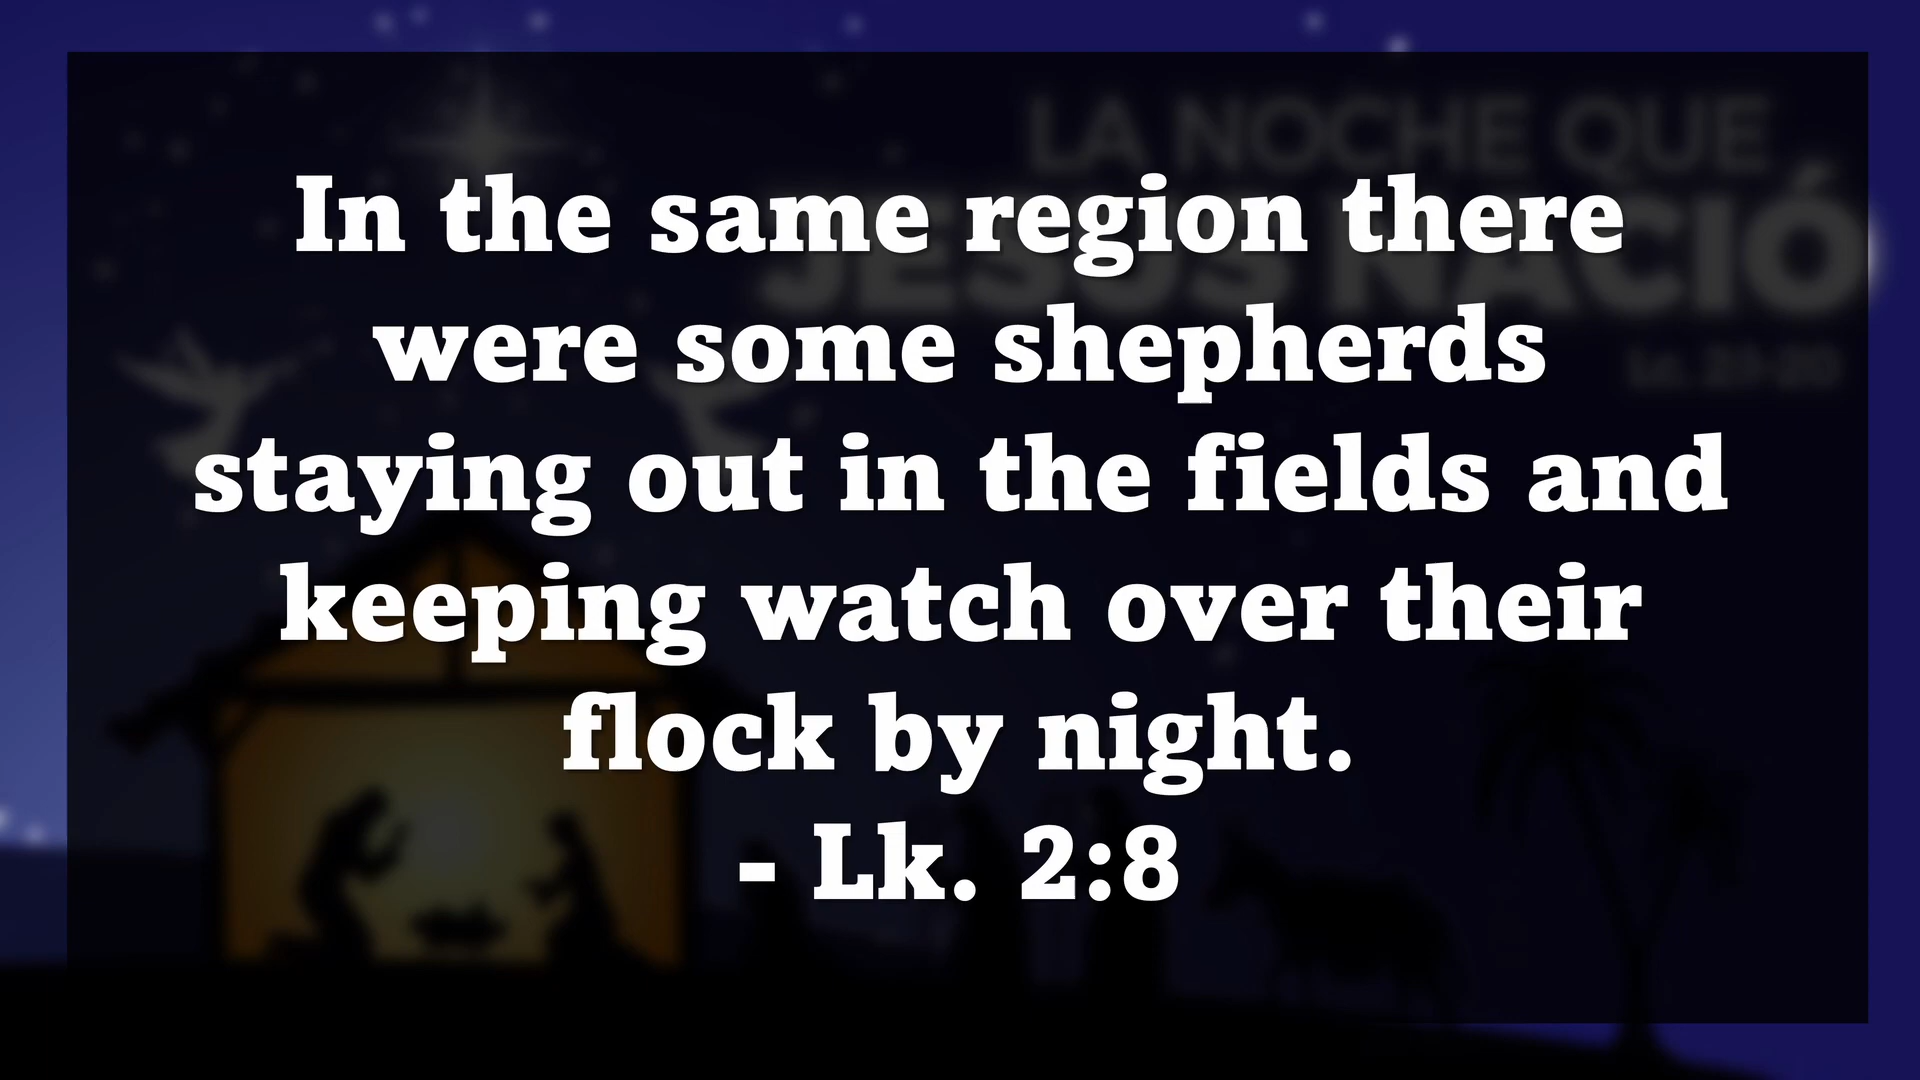 LA NOCHE QUE
JESÚS NACIÓ
In the same region there
were some shepherds
staying out in the fields and
keeping watch over their
flock by night.
- Lk. 2:8